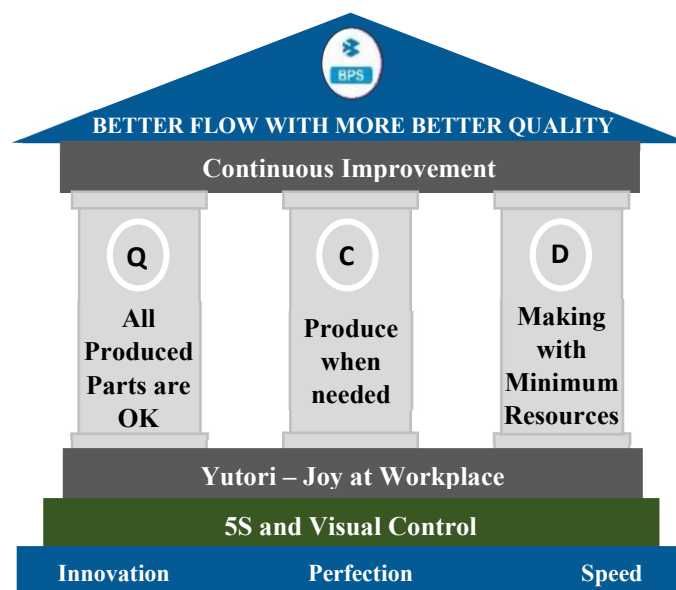 BPS
BETTER FLOW WITH MORE BETTER QUALITY
Continuous Improvement
Q
All
Produced
Parts are
OK
C
Produce
when
needed
D
Making
with
Minimum
Resources
Yutori – Joy at Workplace
5S and Visual Control
Innovation Perfection Speed